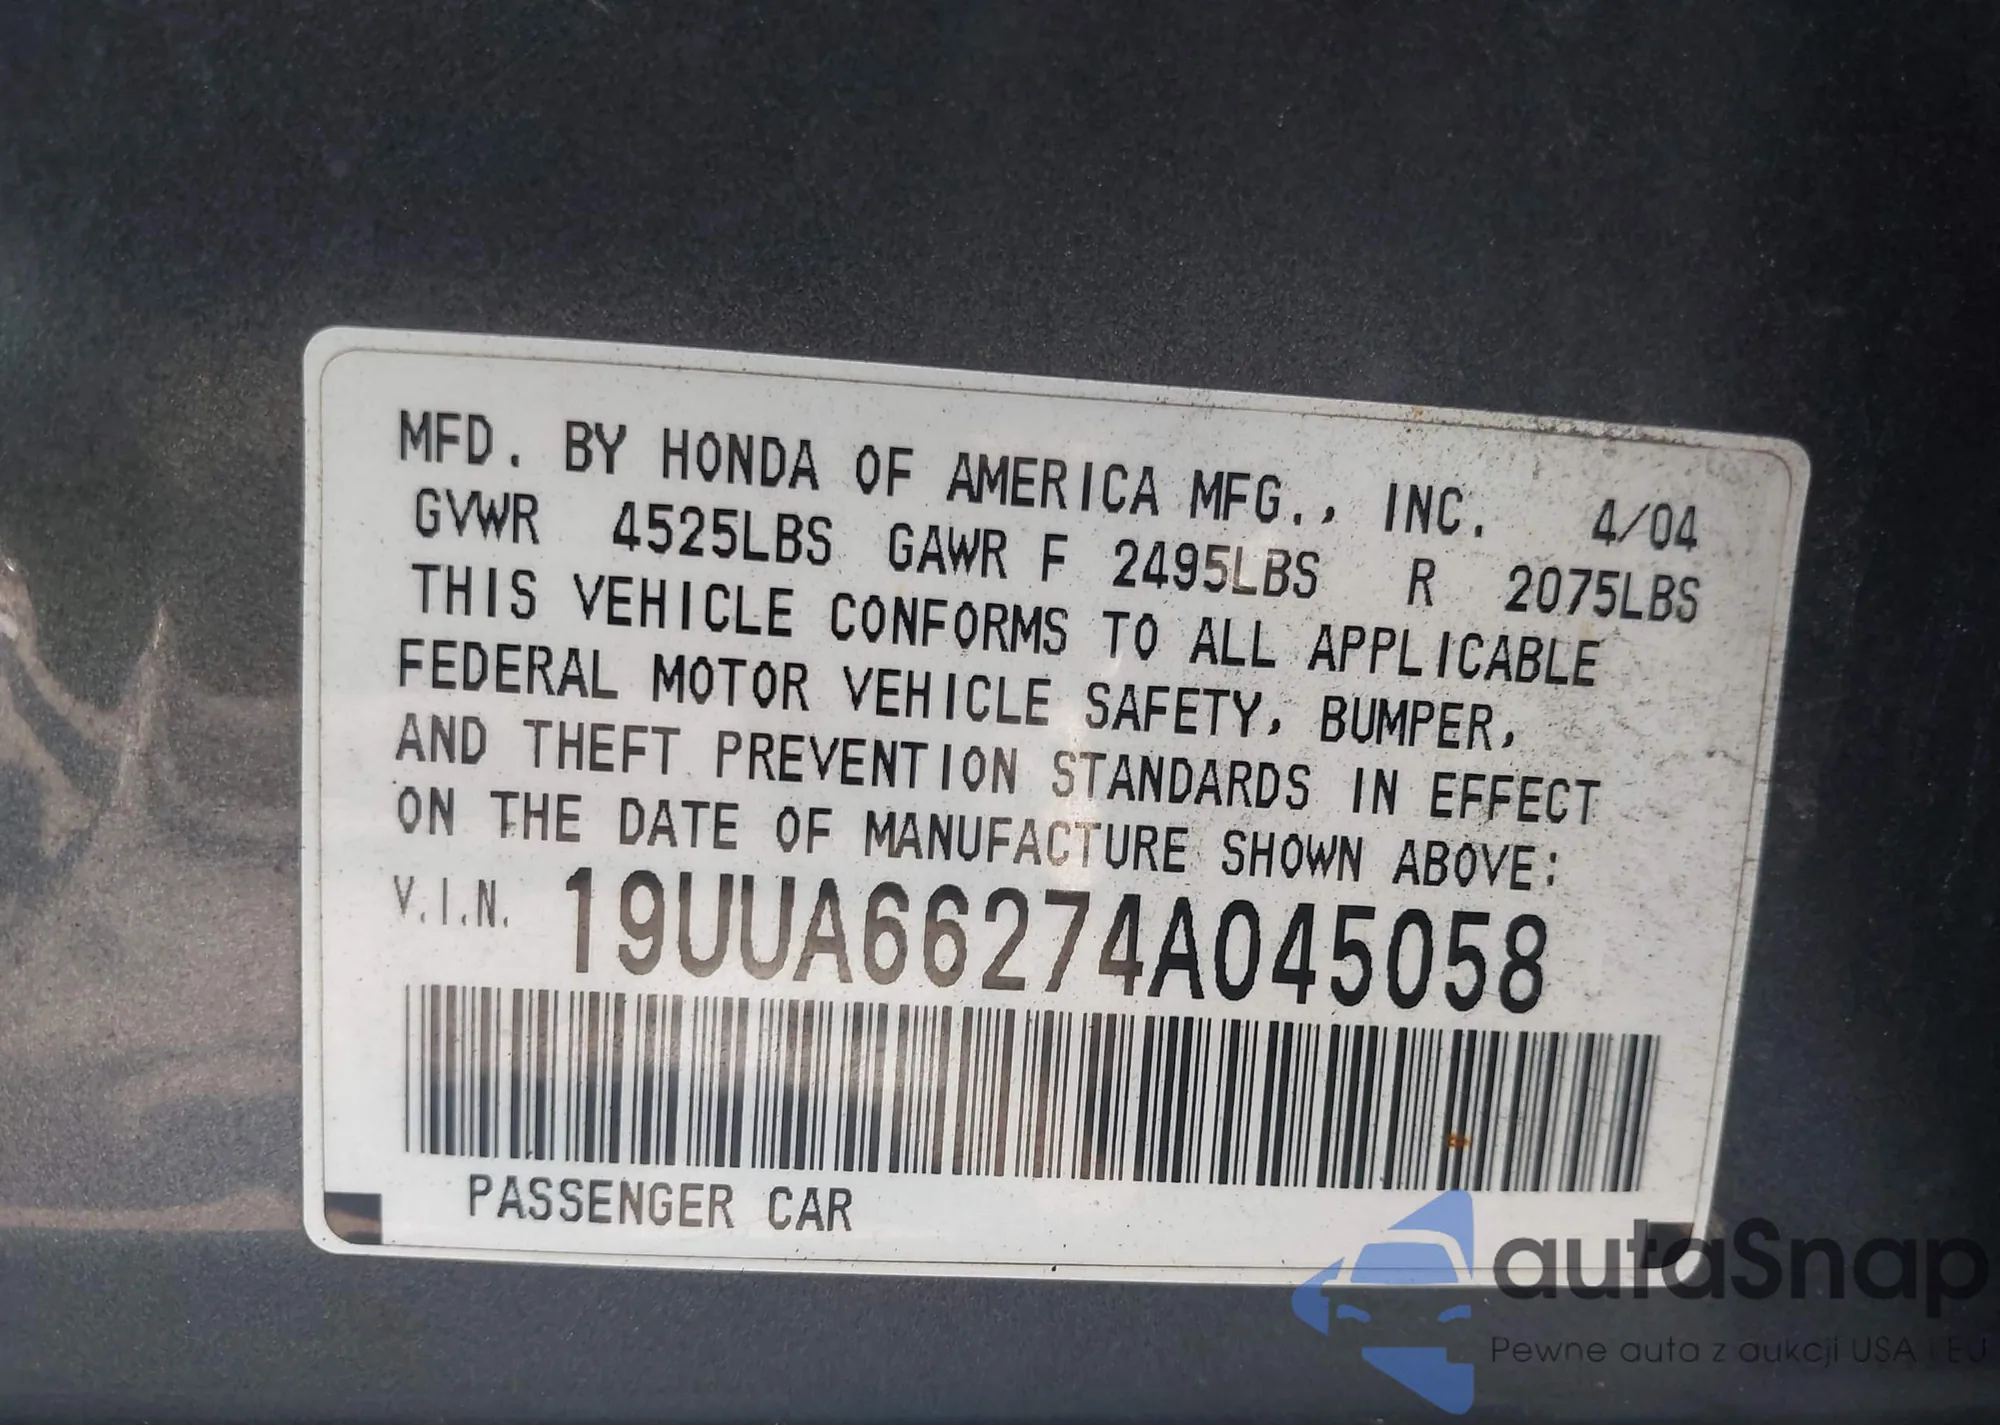 MFD. BY HONDA OF AMERICA MFG., INC. 4/04
GVWR 4525LBS GAWR F 2495LBS R 2075LBS
THIS VEHICLE CONFORMS TO ALL APPLICABLE
FEDERAL MOTOR VEHICLE SAFETY, BUMPER,
AND THEFT PREVENTION STANDARDS IN EFFECT
ON THE DATE OF MANUFACTURE SHOWN ABOVE:
V.I.N. 19UUA66274A045058
PASSENGER CAR
autaSnap
Pewne auta z aukcji USA i EU